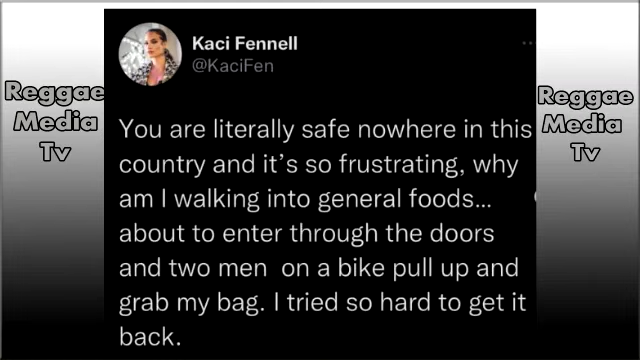 Kaci Fennell
@KaciFen
Reggae
Media
Tv
You are literally safe nowhere in this
country and it's so frustrating, why
am I walking into general foods...
about to enter through the doors
and two men on a bike pull up and
grab my bag. I tried so hard to get it
back.
Reggae
Media
Tv